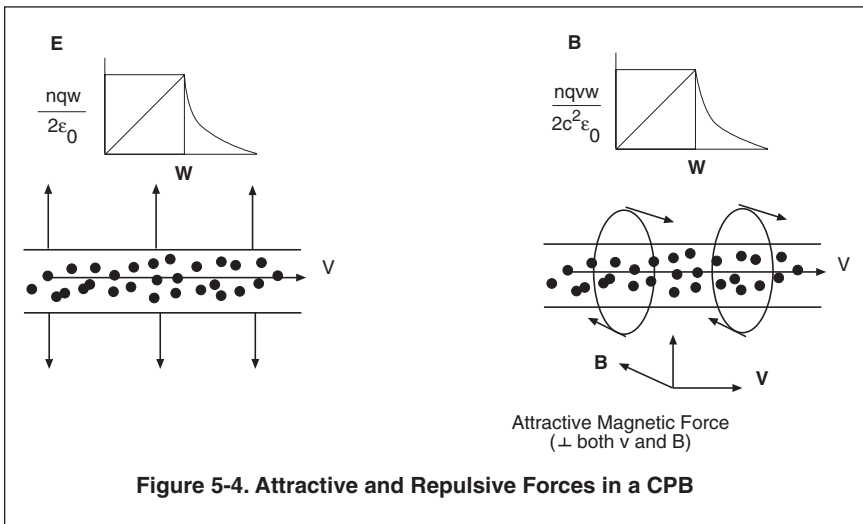 E
nqw
2ε0
W
V
B
nqvw
2c²ε0
W
V
B
V
Attractive Magnetic Force
(⊥ both v and B)
Figure 5-4. Attractive and Repulsive Forces in a CPB